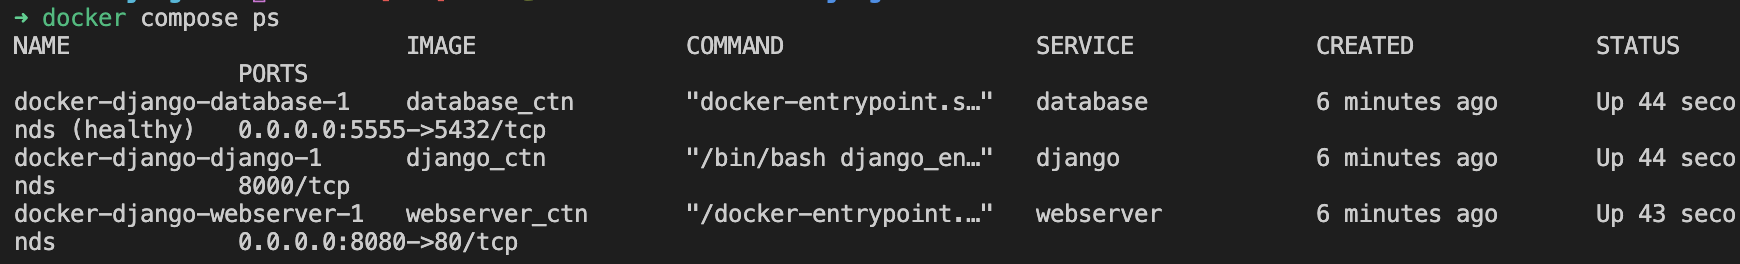 ➜ docker compose ps
NAME                        IMAGE               COMMAND                  SERVICE             CREATED             STATUS
                PORTS
docker-django-database-1    database_ctn        "docker-entrypoint.s…"   database            6 minutes ago       Up 44 seco
nds (healthy)   0.0.0.0:5555->5432/tcp
docker-django-django-1      django_ctn          "/bin/bash django_en…"   django              6 minutes ago       Up 44 seco
nds             8000/tcp
docker-django-webserver-1   webserver_ctn       "/docker-entrypoint.…"   webserver           6 minutes ago       Up 43 seco
nds             0.0.0.0:8080->80/tcp